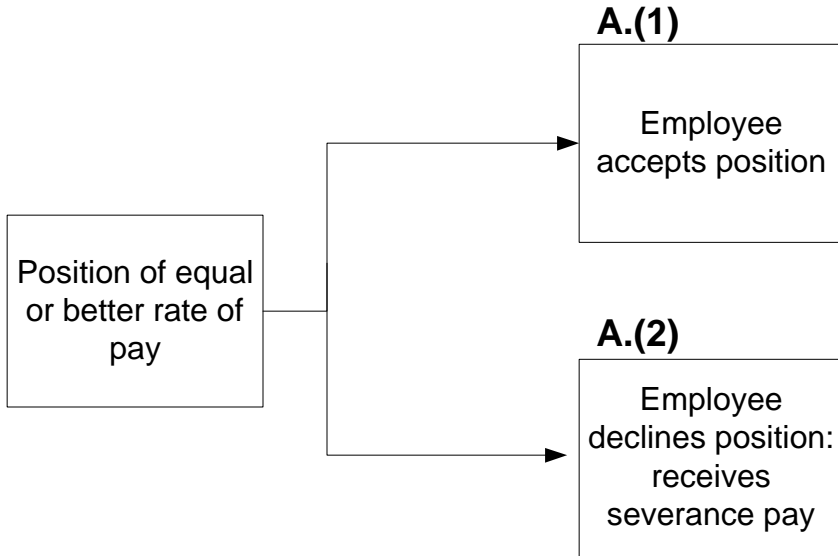 A.(1)
Employee
accepts position
Position of equal
or better rate of
pay
A.(2)
Employee
declines position:
receives
severance pay